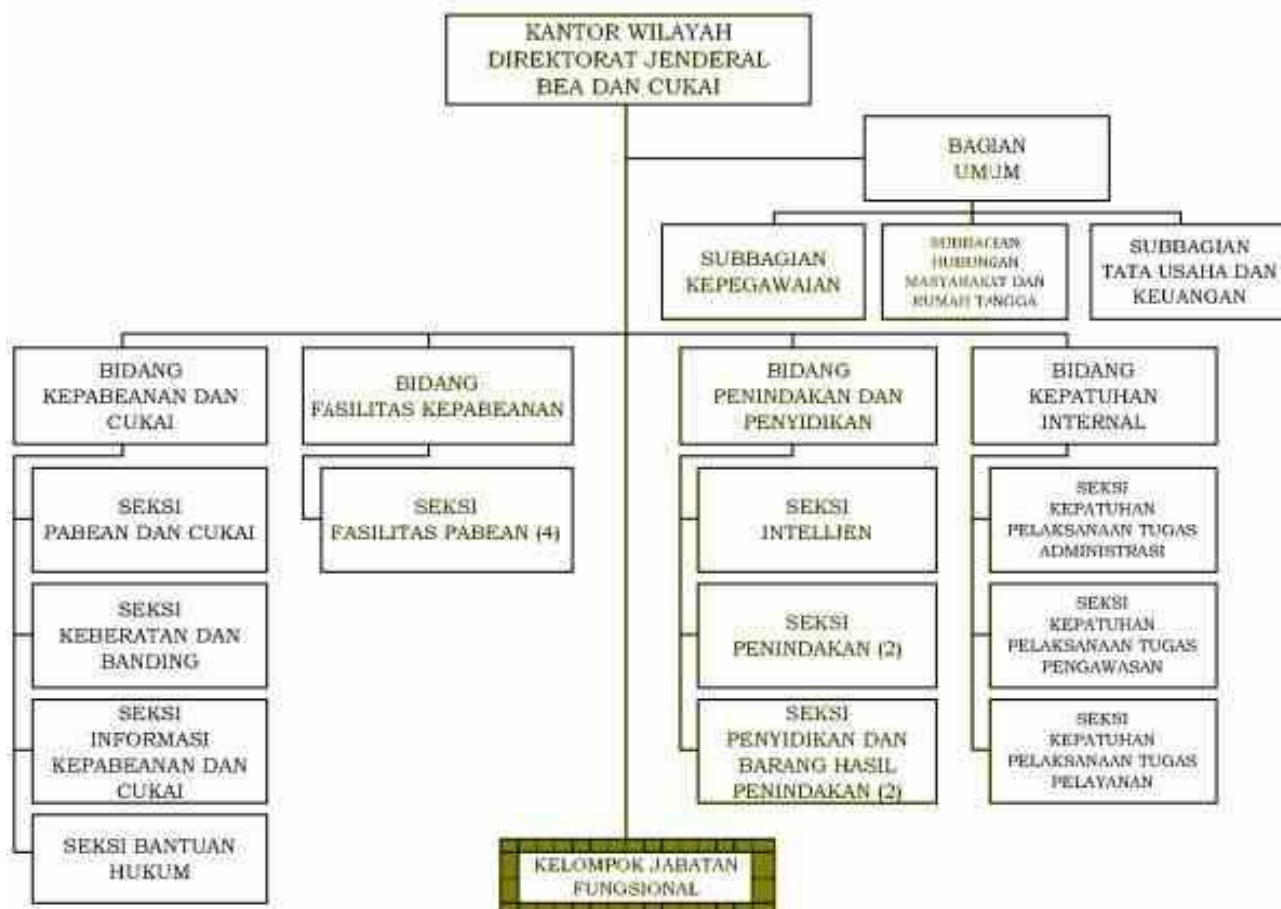 KANTOR WILAYAH
DIREKTORAT JENDERAL
BEA DAN CUKAI
BAGIAN
UMUM
SUBBAGIAN
KEPEGAWAIAN
SUBBAGIAN
HUBUNGAN
MASYARAKAT DAN
RUMAH TANGGA
SUBBAGIAN
TATA USAHA DAN
KEUANGAN
BIDANG
KEPABEANAN DAN
CUKAI
BIDANG
FASILITAS KEPABEANAN
BIDANG
PENINDAKAN DAN
PENYIDIKAN
BIDANG
KEPATUHAN
INTERNAL
SEKSI
PABEAN DAN CUKAI
SEKSI
FASILITAS PABEAN (4)
SEKSI
INTELIJEN
SEKSI
KEPATUHAN
PELAKSANAAN TUGAS
ADMINISTRASI
SEKSI
KEBERATAN DAN
BANDING
SEKSI
PENINDAKAN (2)
SEKSI
KEPATUHAN
PELAKSANAAN TUGAS
PENGAWASAN
SEKSI
INFORMASI
KEPABEANAN DAN
CUKAI
SEKSI
PENYIDIKAN DAN
BARANG HASIL
PENINDAKAN (2)
SEKSI
KEPATUHAN
PELAKSANAAN TUGAS
PELAYANAN
SEKSI BANTUAN
HUKUM
KELOMPOK JABATAN
FUNGSIONAL